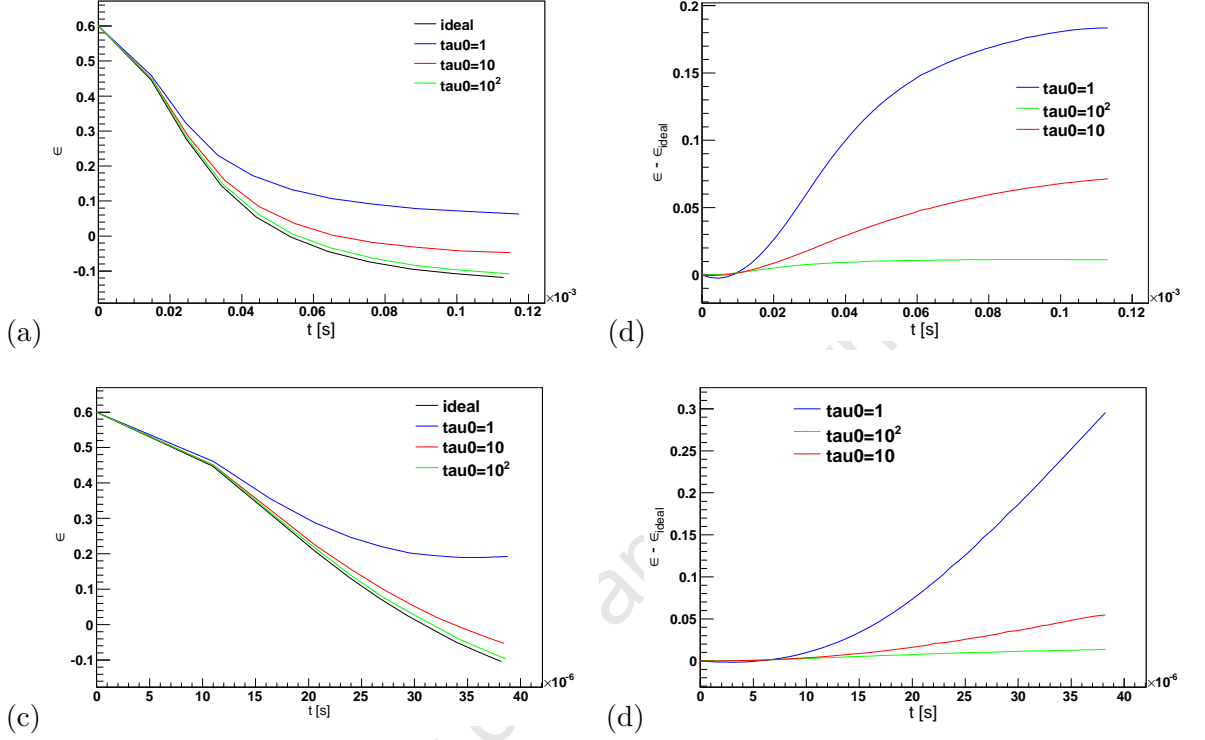 ϵ
0.6
0.5
0.4
0.3
0.2
0.1
0
-0.1
ideal
tau0=1
tau0=10
tau0=10²
0
0.02
0.04
0.06
0.08
0.1
0.12
×10⁻³
t [s]
(a)
ϵ - ϵideal
0.2
0.15
0.1
0.05
0
tau0=1
tau0=10²
tau0=10
0
0.02
0.04
0.06
0.08
0.1
0.12
×10⁻³
t [s]
(d)
ϵ
0.6
0.5
0.4
0.3
0.2
0.1
0
-0.1
ideal
tau0=1
tau0=10
tau0=10²
0
5
10
15
20
25
30
35
40
×10⁻⁶
t [s]
(c)
ϵ - ϵideal
0.3
0.25
0.2
0.15
0.1
0.05
0
tau0=1
tau0=10²
tau0=10
0
5
10
15
20
25
30
35
40
×10⁻⁶
t [s]
(d)